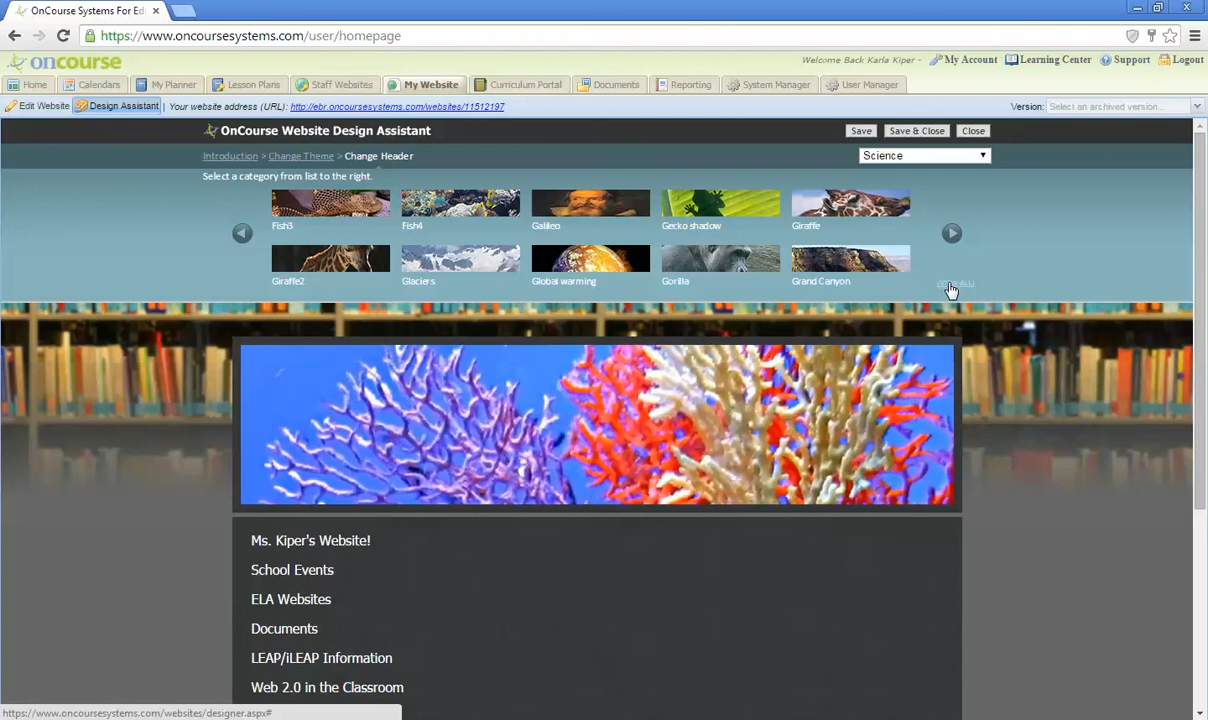 OnCourse Systems For Ed
https://www.oncoursesystems.com/user/homepage
oncourse
Welcome Back Karla Kiper
My Account
Learning Center
Support
Logout
Home
Calendars
My Planner
Lesson Plans
Staff Websites
My Website
Curriculum Portal
Documents
Reporting
System Manager
User Manager
Edit Website
Design Assistant
Your website address (URL): http://ebr.oncoursesystems.com/websites/11512197
Version:
Select an archived version...
OnCourse Website Design Assistant
Save
Save & Close
Close
Introduction > Change Theme > Change Header
Science
Select a category from list to the right.
Fish3
Fish4
Galileo
Gecko shadow
Giraffe
Giraffe2
Glaciers
Global warming
Gorilla
Grand Canyon
Ms. Kiper's Website!
School Events
ELA Websites
Documents
LEAP/iLEAP Information
Web 2.0 in the Classroom
https://www.oncoursesystems.com/websites/designer.aspx#